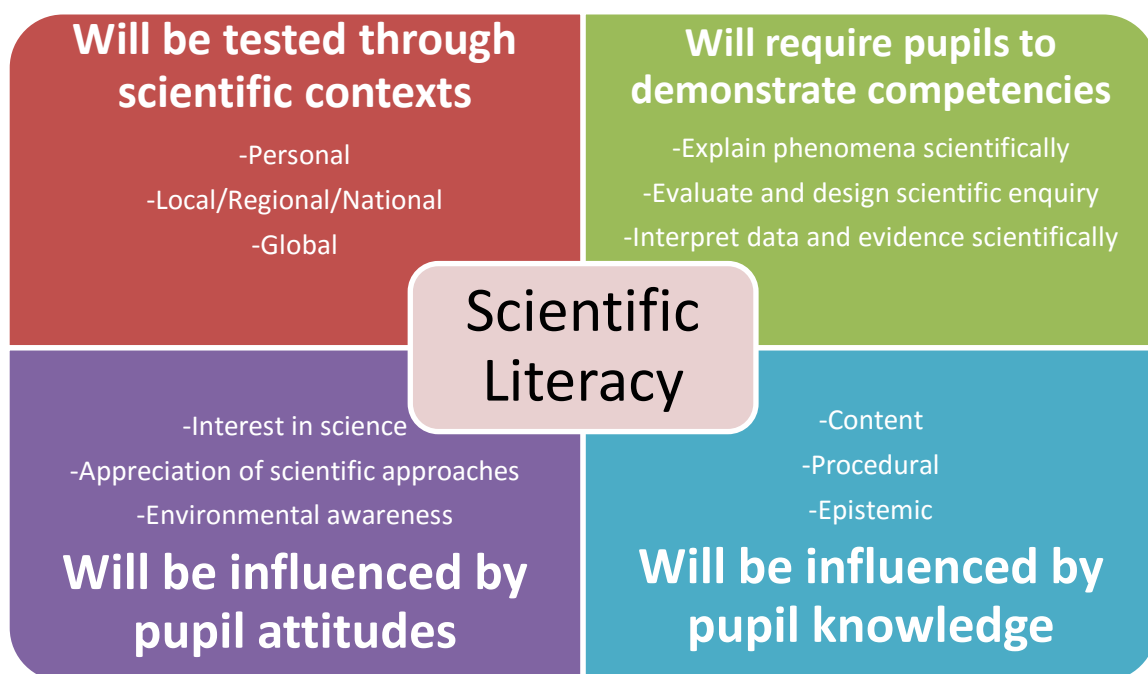 Will be tested through
scientific contexts
-Personal
-Local/Regional/National
-Global
Will require pupils to
demonstrate competencies
-Explain phenomena scientifically
-Evaluate and design scientific enquiry
-Interpret data and evidence scientifically
Scientific
Literacy
-Interest in science
-Appreciation of scientific approaches
-Environmental awareness
Will be influenced by
pupil attitudes
-Content
-Procedural
-Epistemic
Will be influenced by
pupil knowledge